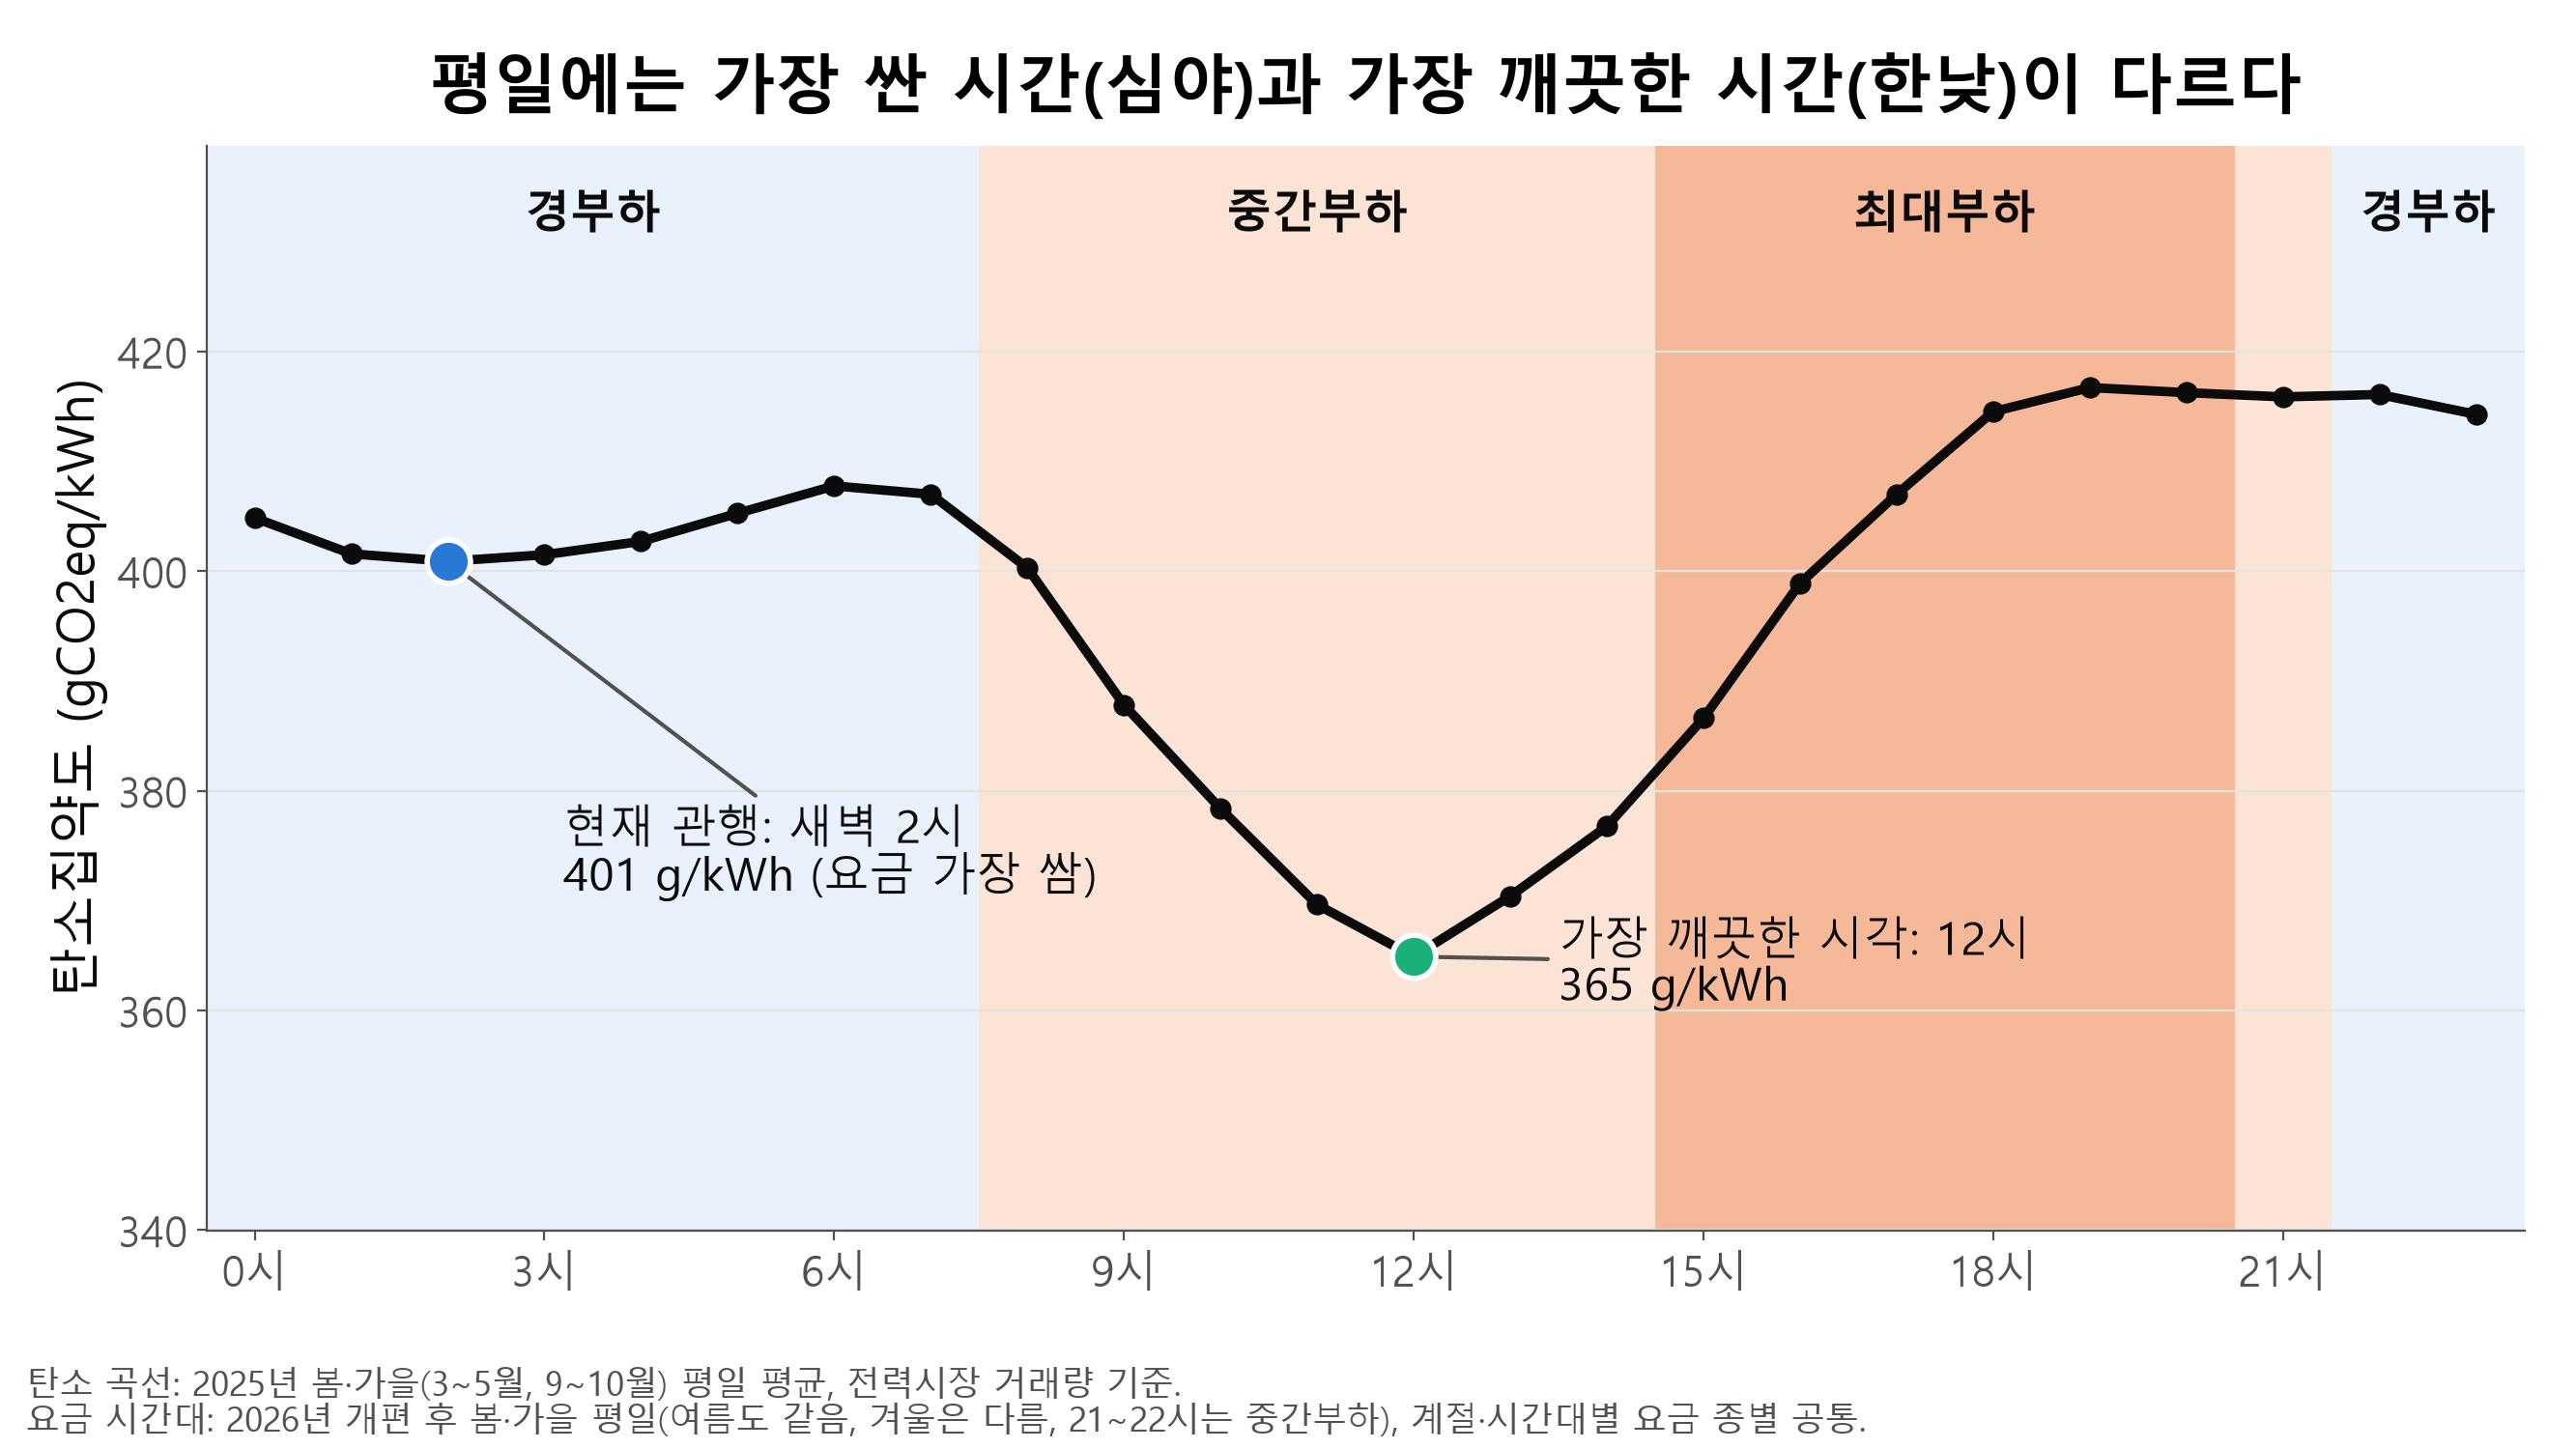 평일에는 가장 싼 시간(심야)과 가장 깨끗한 시간(한낮)이 다르다
경부하
중간부하
최대부하
경부하
탄소집약도 (gCO2eq/kWh)
420
400
380
360
340
현재 관행: 새벽 2시
401 g/kWh (요금 가장 쌈)
가장 깨끗한 시각: 12시
365 g/kWh
0시
3시
6시
9시
12시
15시
18시
21시
탄소 곡선: 2025년 봄·가을(3~5월, 9~10월) 평일 평균, 전력시장 거래량 기준.
요금 시간대: 2026년 개편 후 봄·가을 평일(여름도 같음, 겨울은 다름, 21~22시는 중간부하), 계절·시간대별 요금 종별 공통.